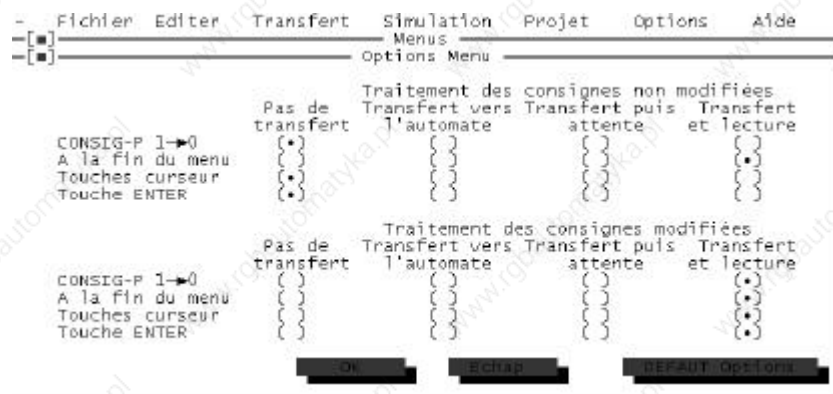 - Fichier Editer Transfert Simulation Projet Options Aide
[■] Menus
[■] Options Menu
Traitement des consignes non modifiées
Pas de Transfert vers Transfert puis Transfert
transfert l'automate attente et lecture
CONSIG-P 1→0 (•) ( ) ( ) ( )
A la fin du menu ( ) ( ) ( ) (•)
Touches curseur (•) ( ) ( ) ( )
Touche ENTER (•) ( ) ( ) ( )
Traitement des consignes modifiées
Pas de Transfert vers Transfert puis Transfert
transfert l'automate attente et lecture
CONSIG-P 1→0 ( ) ( ) ( ) (•)
A la fin du menu ( ) ( ) ( ) (•)
Touches curseur ( ) ( ) ( ) (•)
Touche ENTER ( ) ( ) ( ) (•)
OK Echap DEFAUT Options